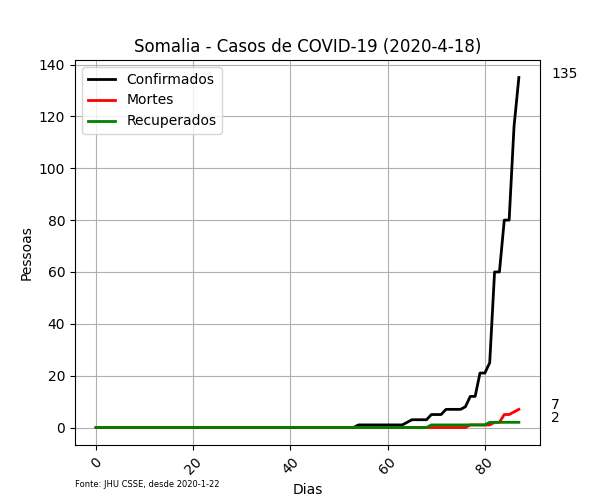 Somalia - Casos de COVID-19 (2020-4-18)
140
120
100
80
60
40
20
0
Pessoas
Confirmados
Mortes
Recuperados
135
7
2
0
20
40
60
80
Dias
Fonte: JHU CSSE, desde 2020-1-22